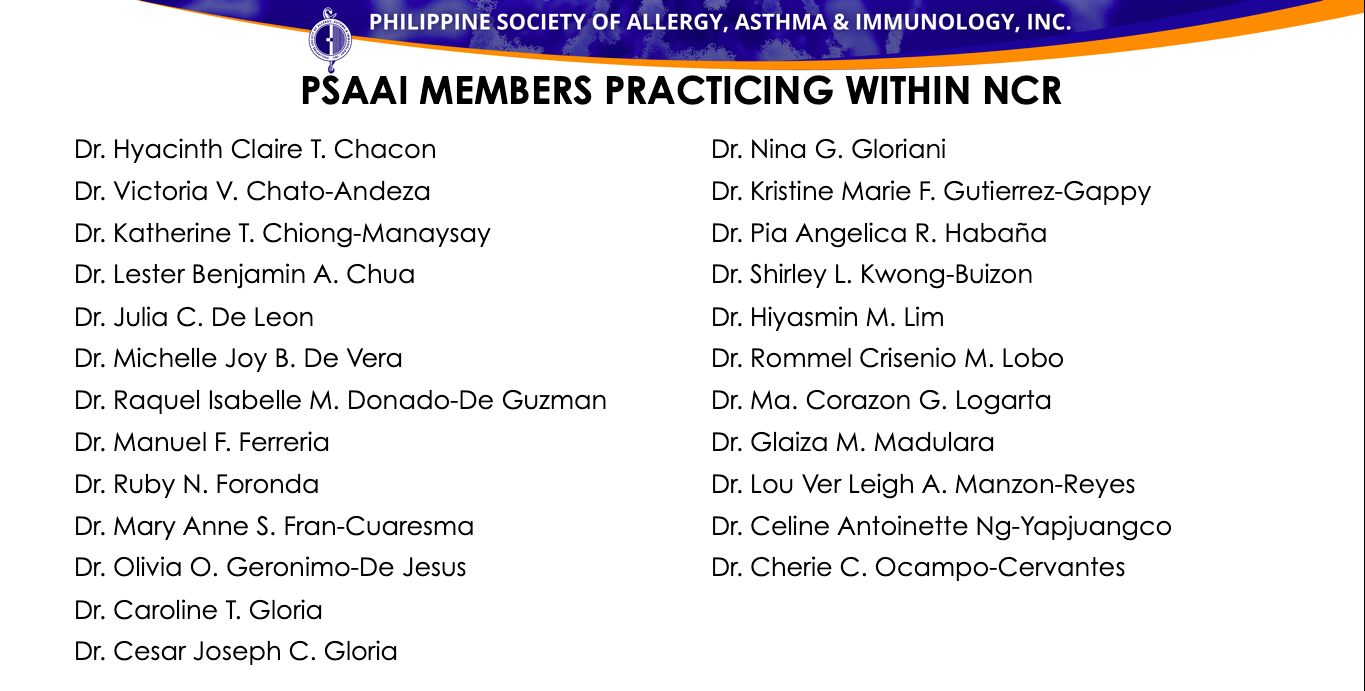 PHILIPPINE SOCIETY OF ALLERGY, ASTHMA & IMMUNOLOGY, INC.
PSAAI MEMBERS PRACTICING WITHIN NCR
Dr. Hyacinth Claire T. Chacon
Dr. Victoria V. Chato-Andeza
Dr. Katherine T. Chiong-Manaysay
Dr. Lester Benjamin A. Chua
Dr. Julia C. De Leon
Dr. Michelle Joy B. De Vera
Dr. Raquel Isabelle M. Donado-De Guzman
Dr. Manuel F. Ferreria
Dr. Ruby N. Foronda
Dr. Mary Anne S. Fran-Cuaresma
Dr. Olivia O. Geronimo-De Jesus
Dr. Caroline T. Gloria
Dr. Cesar Joseph C. Gloria
Dr. Nina G. Gloriani
Dr. Kristine Marie F. Gutierrez-Gappy
Dr. Pia Angelica R. Habaña
Dr. Shirley L. Kwong-Buizon
Dr. Hiyasmin M. Lim
Dr. Rommel Crisenio M. Lobo
Dr. Ma. Corazon G. Logarta
Dr. Glaiza M. Madulara
Dr. Lou Ver Leigh A. Manzon-Reyes
Dr. Celine Antoinette Ng-Yapjuangco
Dr. Cherie C. Ocampo-Cervantes